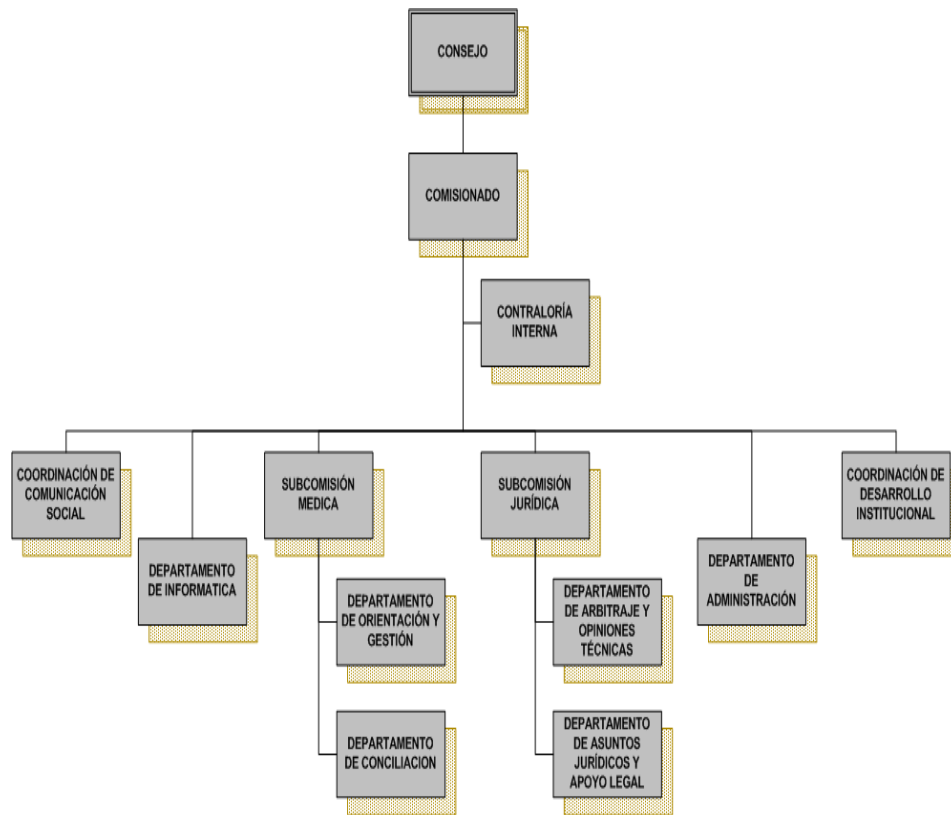 CONSEJO
COMISIONADO
CONTRALORÍA
INTERNA
COORDINACIÓN DE
COMUNICACIÓN
SOCIAL
SUBCOMISIÓN
MEDICA
SUBCOMISIÓN
JURÍDICA
COORDINACIÓN DE
DESARROLLO
INSTITUCIONAL
DEPARTAMENTO
DE INFORMATICA
DEPARTAMENTO
DE
ADMINISTRACIÓN
DEPARTAMENTO
DE ORIENTACIÓN Y
GESTIÓN
DEPARTAMENTO
DE ARBITRAJE Y
OPINIONES
TÉCNICAS
DEPARTAMENTO
DE CONCILIACION
DEPARTAMENTO
DE ASUNTOS
JURÍDICOS Y
APOYO LEGAL